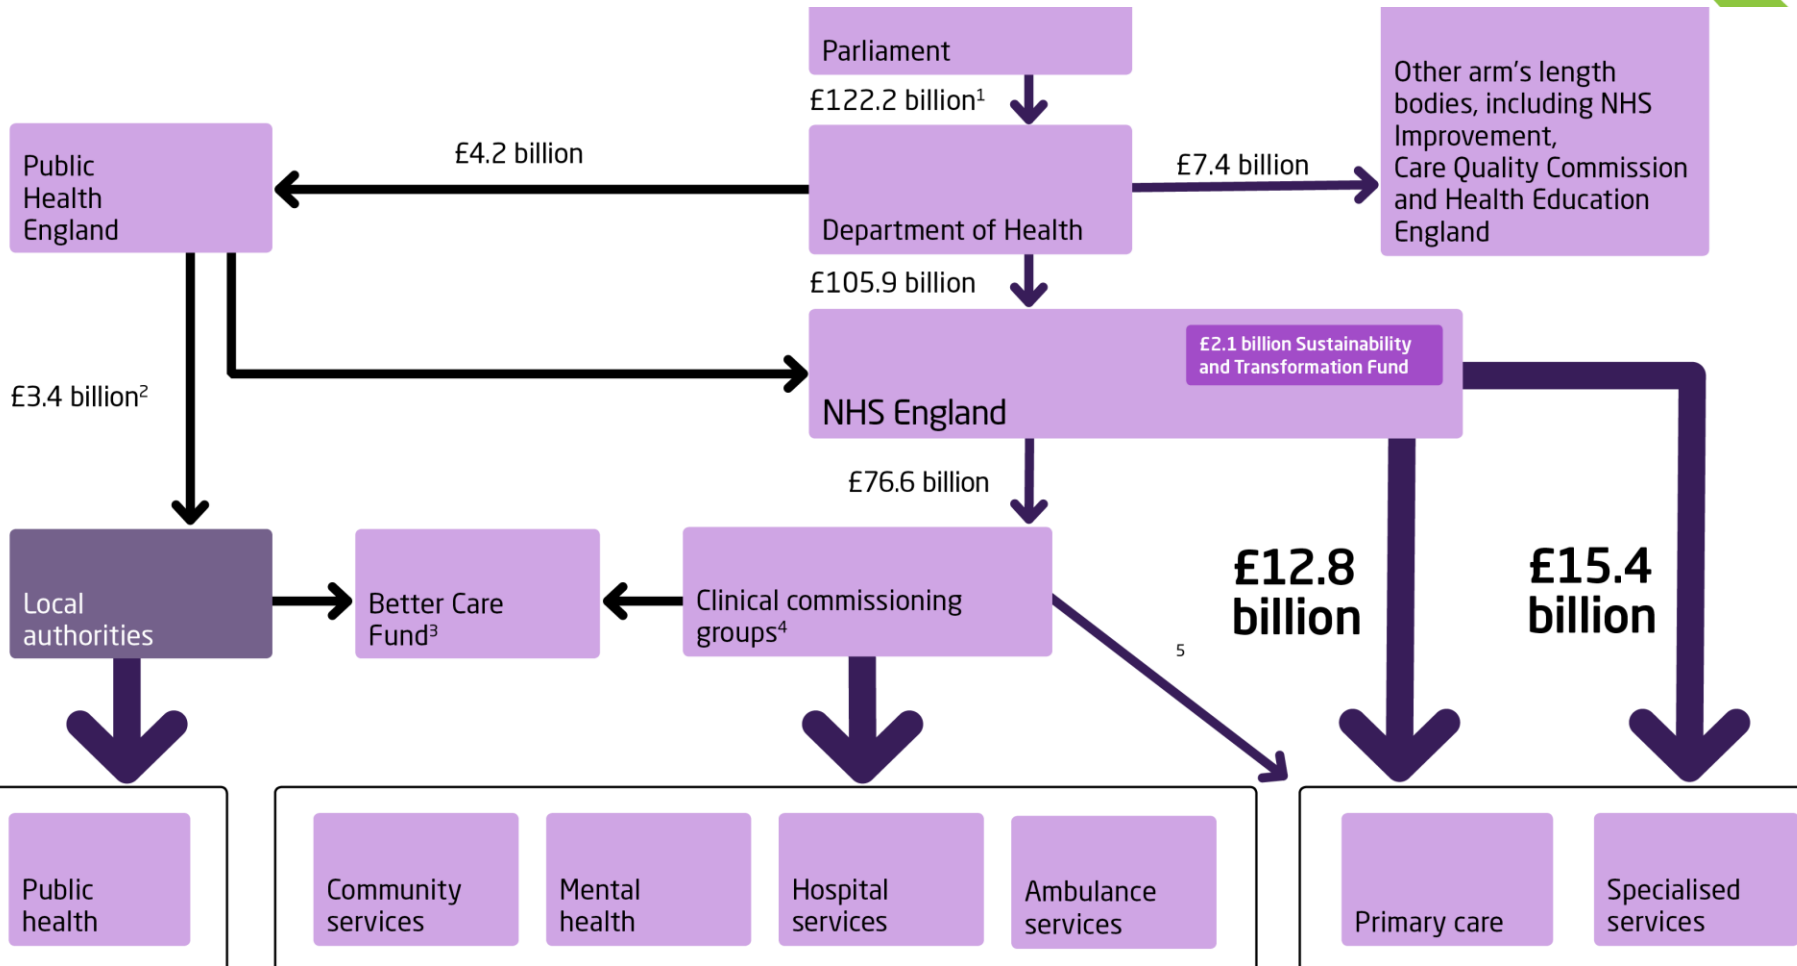 Parliament
£122.2 billion¹
Other arm's length
bodies, including NHS
Improvement,
Care Quality Commission
and Health Education
England
Public
Health
England
£4.2 billion
Department of Health
£7.4 billion
£105.9 billion
£2.1 billion Sustainability
and Transformation Fund
NHS England
£3.4 billion²
£76.6 billion
Local
authorities
Better Care
Fund³
Clinical commissioning
groups⁴
5
£12.8
billion
£15.4
billion
Public
health
Community
services
Mental
health
Hospital
services
Ambulance
services
Primary care
Specialised
services